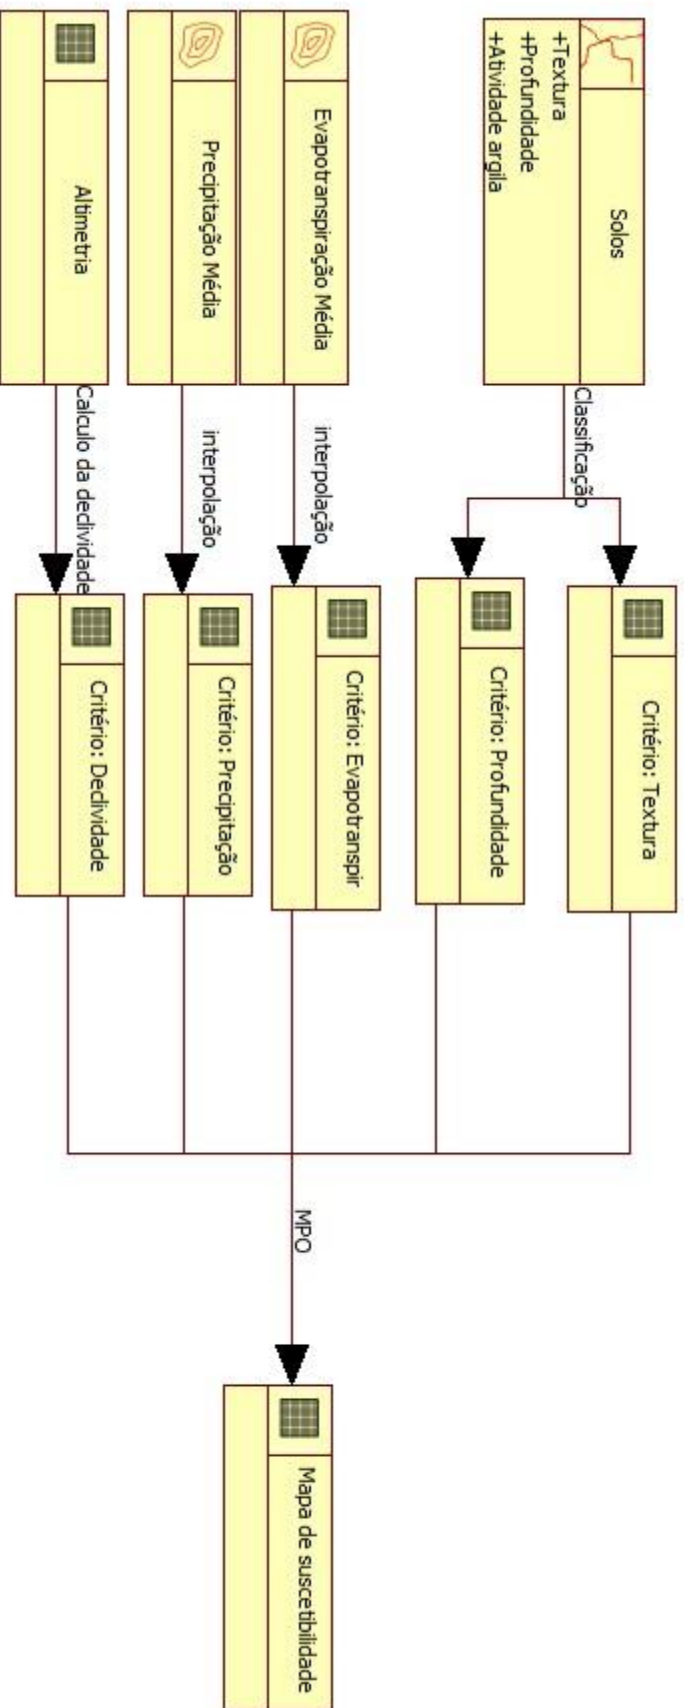 Solos
+Textura
+Profundidade
+Atividade argila
Classificação
Evapotranspiração Média
interpolação
Precipitação Média
interpolação
Altimetria
Calculo da declividade
Critério: Textura
Critério: Profundidade
Critério: Evapotranspir
Critério: Precipitação
Critério: Declividade
MPO
Mapa de suscetibilidade